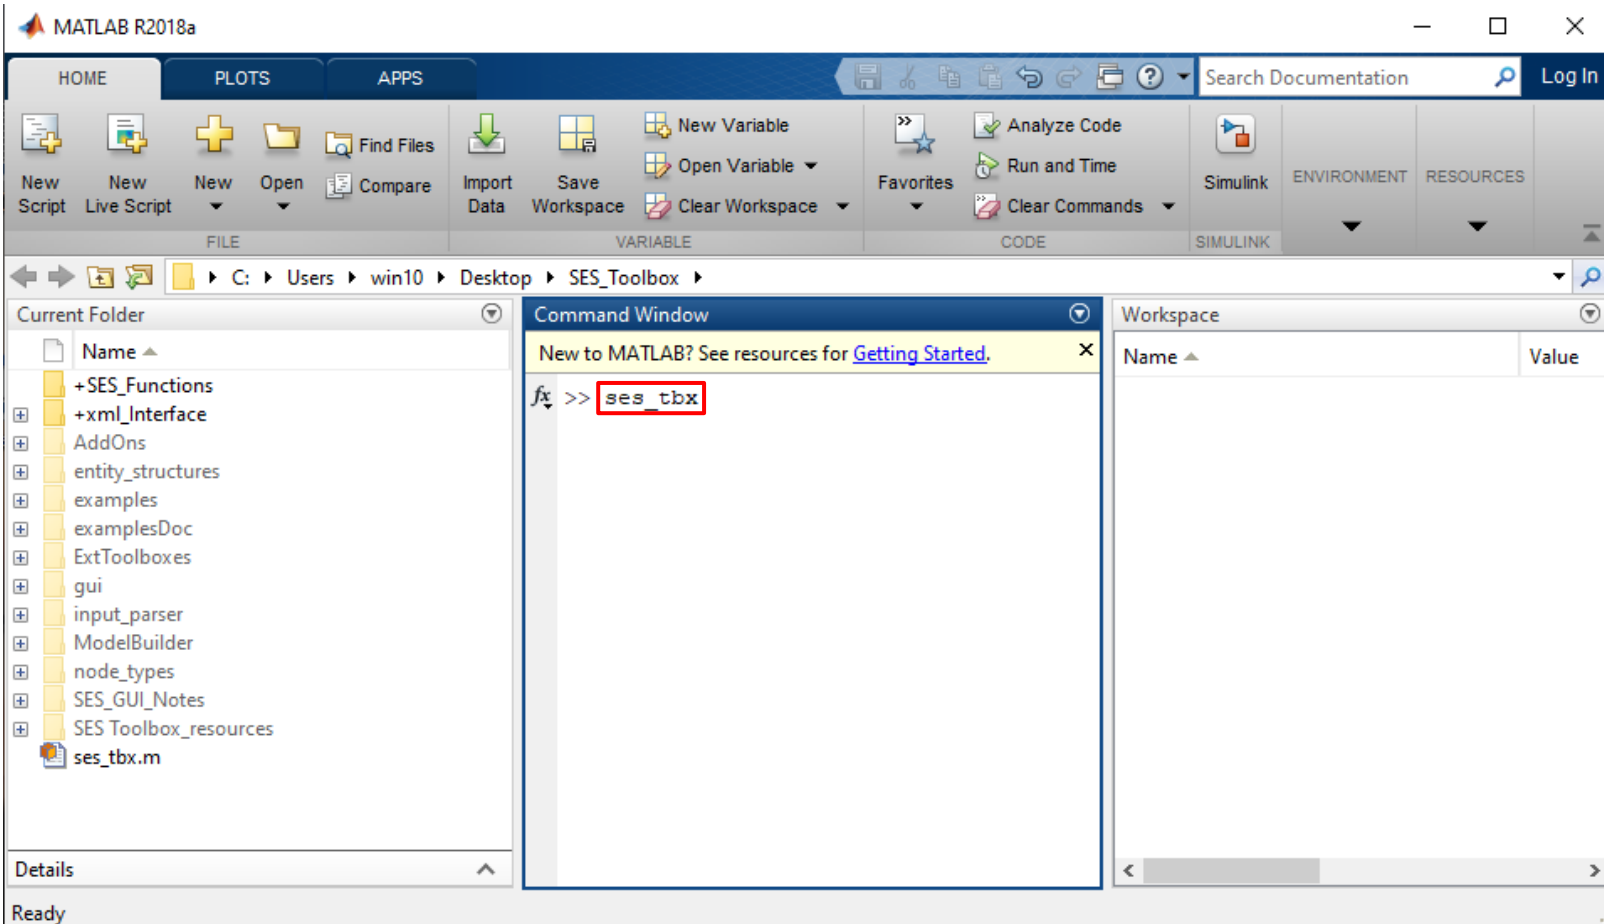 MATLAB R2018a
HOME PLOTS APPS
Search Documentation
Log In
New Script
New Live Script
New
Open
Find Files
Compare
Import Data
Save Workspace
New Variable
Open Variable
Clear Workspace
Favorites
Analyze Code
Run and Time
Clear Commands
Simulink
ENVIRONMENT
RESOURCES
FILE VARIABLE CODE SIMULINK
C: Users win10 Desktop SES_Toolbox
Current Folder
Name
+SES_Functions
+xml_Interface
AddOns
entity_structures
examples
examplesDoc
ExtToolboxes
gui
input_parser
ModelBuilder
node_types
SES_GUI_Notes
SES Toolbox_resources
ses_tbx.m
Details
Command Window
New to MATLAB? See resources for Getting Started.
fx >> ses_tbx
Workspace
Name Value
Ready